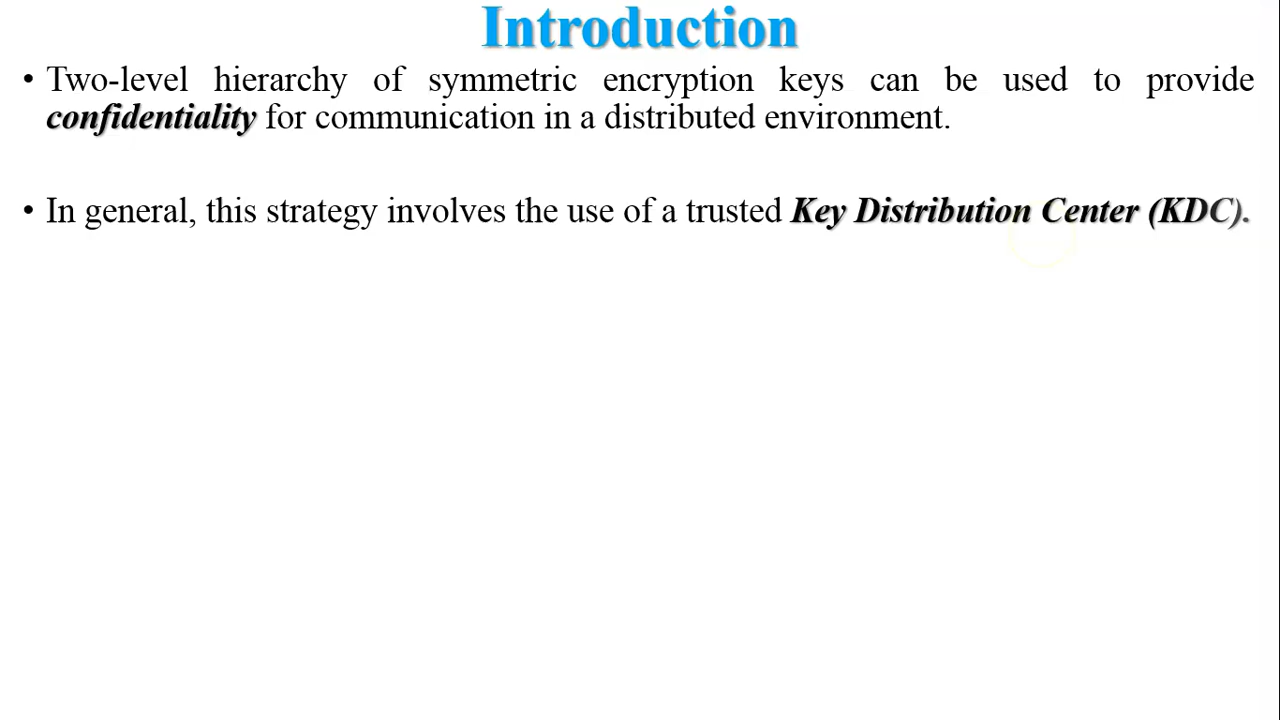 Introduction
• Two-level hierarchy of symmetric encryption keys can be used to provide
confidentiality for communication in a distributed environment.
• In general, this strategy involves the use of a trusted Key Distribution Center (KDC).